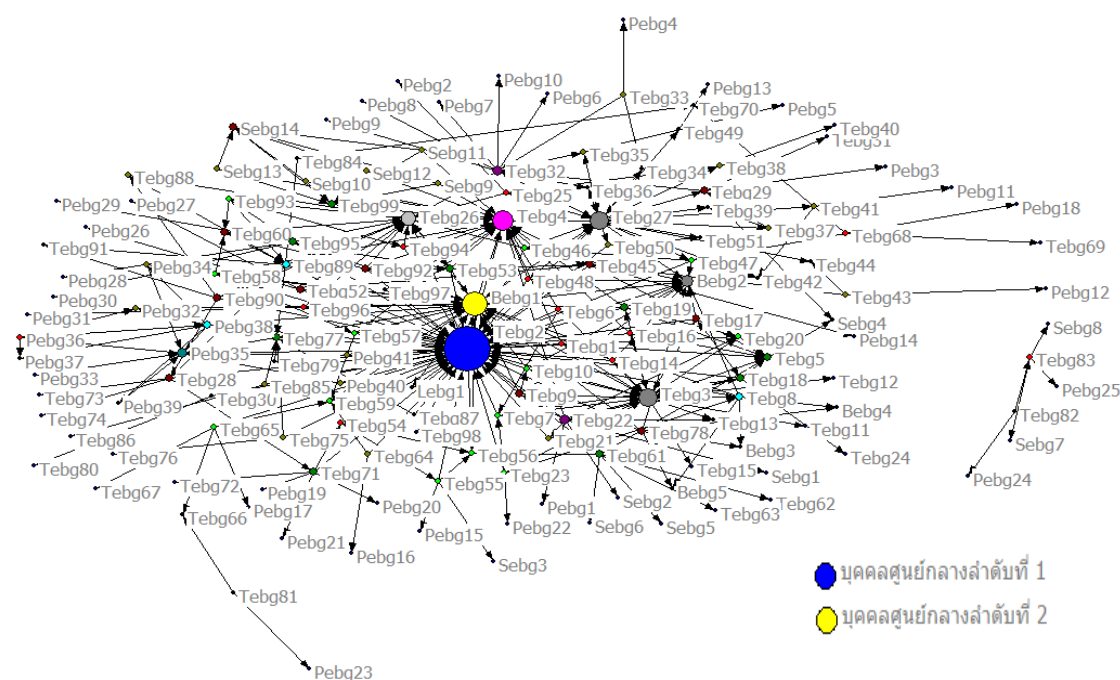 Pebg4
Pebg2
Pebg10
Pebg13
Pebg8
Pebg7
Pebg6
Tebg33
Tebg70
Pebg5
Pebg9
Sebg14
Tebg49
Tebg40
Sebg11
Tebg35
Tebg84
Sebg13
Sebg12
Tebg32
Tebg34
Tebg38
Pebg3
Tebg88
Sebg10
Sebg9
Tebg25
Tebg36
Tebg29
Pebg11
Pebg29
Pebg27
Tebg93
Tebg99
Tebg26
Tebg4
Tebg27
Tebg39
Tebg41
Pebg18
Pebg26
Tebg60
Tebg37
Tebg68
Tebg91
Tebg95
Tebg94
Tebg46
Tebg50
Tebg51
Tebg69
Pebg34
Tebg89
Tebg92
Tebg53
Tebg45
Tebg47
Tebg44
Pebg28
Tebg58
Tebg48
Bebg2
Tebg42
Pebg30
Tebg90
Tebg52
Tebg97
Bebg1
Tebg43
Pebg12
Pebg31
Pebg32
Tebg96
Tebg6
Tebg19
Tebg17
Sebg4
Sebg8
Pebg36
Pebg38
Tebg77
Tebg57
Tebg2
Tebg16
Tebg20
Pebg14
Pebg37
Pebg35
Tebg79
Pebg41
Tebg1
Tebg14
Tebg5
Tebg83
Pebg33
Tebg28
Tebg85
Pebg40
Lebg1
Tebg10
Tebg18
Tebg12
Pebg25
Tebg73
Pebg39
Tebg30
Tebg59
Tebg9
Tebg3
Tebg8
Bebg4
Tebg74
Tebg65
Tebg54
Tebg87
Tebg7
Tebg22
Tebg78
Tebg13
Tebg11
Tebg82
Tebg86
Tebg75
Tebg98
Tebg21
Bebg3
Sebg7
Tebg80
Tebg76
Tebg64
Tebg56
Tebg61
Tebg24
Tebg67
Tebg72
Tebg71
Tebg55
Tebg23
Tebg15
Sebg1
Pebg24
Pebg19
Pebg20
Pebg1
Sebg2
Bebg5
Tebg62
Tebg66
Pebg17
Tebg63
Pebg21
Pebg16
Pebg15
Pebg22
Sebg6
Sebg5
Sebg3
บุคคลศูนย์กลางลำดับที่ 1
Tebg81
บุคคลศูนย์กลางลำดับที่ 2
Pebg23